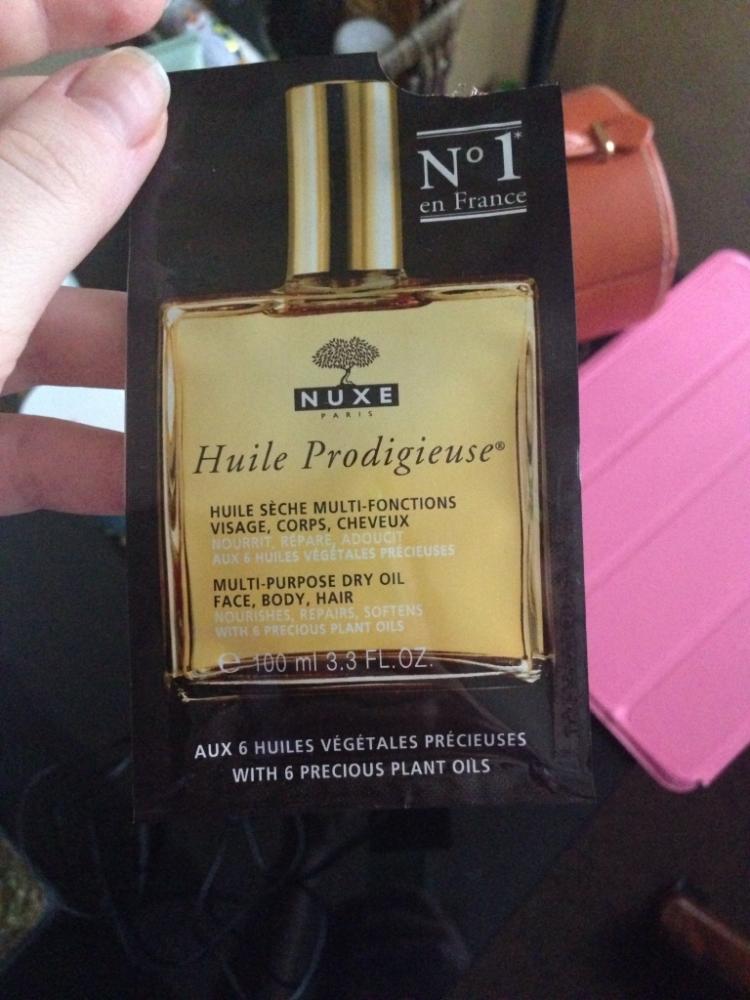 N° 1*
en France
NUXE
PARIS
Huile Prodigieuse®
HUILE SÈCHE MULTI-FONCTIONS
VISAGE, CORPS, CHEVEUX
NOURRIT, RÉPARE, ADOUCIT
AUX 6 HUILES VÉGÉTALES PRÉCIEUSES
MULTI-PURPOSE DRY OIL
FACE, BODY, HAIR
NOURISHES, REPAIRS, SOFTENS
WITH 6 PRECIOUS PLANT OILS
℮ 100 ml 3.3 FL.OZ.
AUX 6 HUILES VÉGÉTALES PRÉCIEUSES
WITH 6 PRECIOUS PLANT OILS